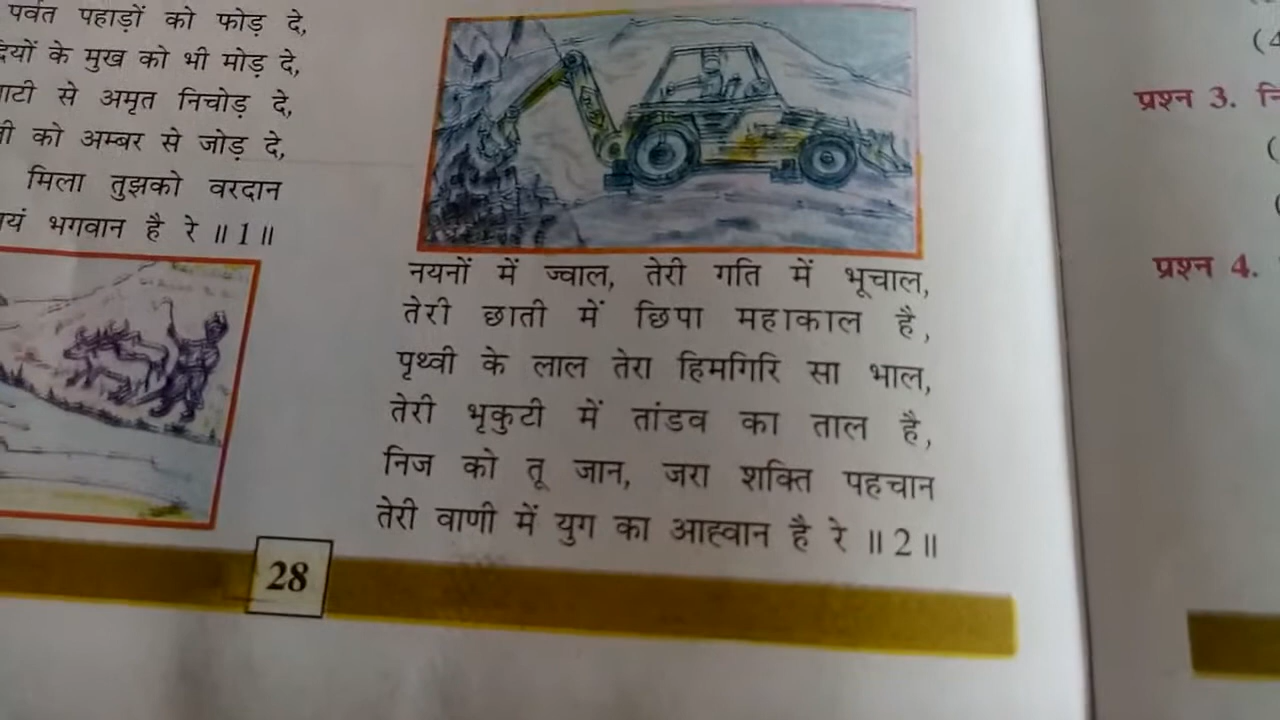 पर्वत पहाड़ों को फोड़ दे,
के मुख को भी मोड़ दे,
से अमृत निचोड़ दे,
को अम्बर से जोड़ दे,
मिला तुझको वरदान
भगवान है रे ॥ 1 ॥
नयनों में ज्वाल, तेरी गति में भूचाल,
तेरी छाती में छिपा महाकाल है,
पृथ्वी के लाल तेरा हिमगिरि सा भाल,
तेरी भृकुटी में तांडव का ताल है,
निज को तू जान, जरा शक्ति पहचान
तेरी वाणी में युग का आह्वान है रे ॥ 2 ॥
28
प्रश्न 3.
प्रश्न 4.